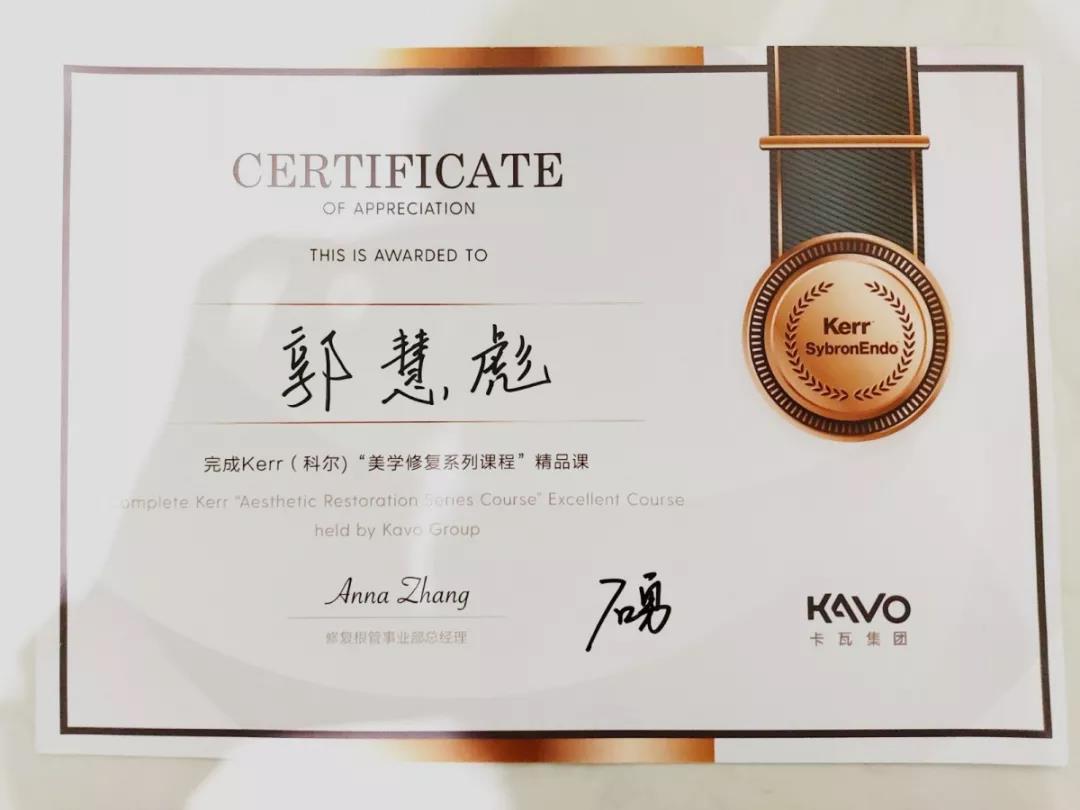 CERTIFICATE
OF APPRECIATION
THIS IS AWARDED TO
郭慧彪
完成Kerr（科尔)“美学修复系列课程”精品课
Complete Kerr "Aesthetic Restoration Series Course" Excellent Course
held by Kavo Group
Anna Zhang
修复根管事业部总经理
石勇
Kerr
SybronEndo
KAVO
卡瓦集团